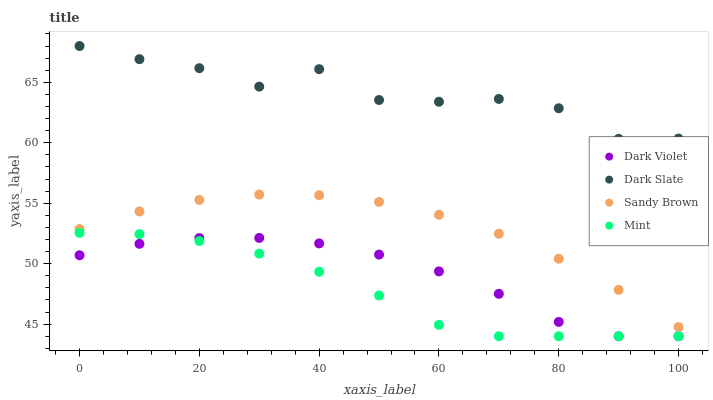 title
yaxis_label
65
60
55
50
45
Dark Violet
Dark Slate
Sandy Brown
Mint
0
20
40
60
80
100
xaxis_label